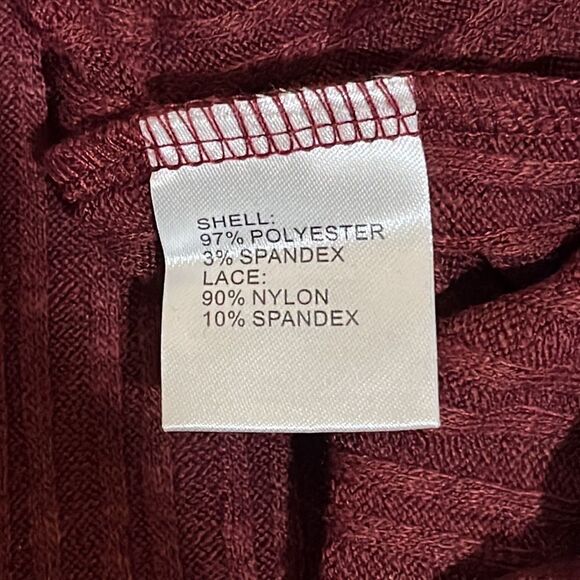 SHELL:
97% POLYESTER
3% SPANDEX
LACE:
90% NYLON
10% SPANDEX